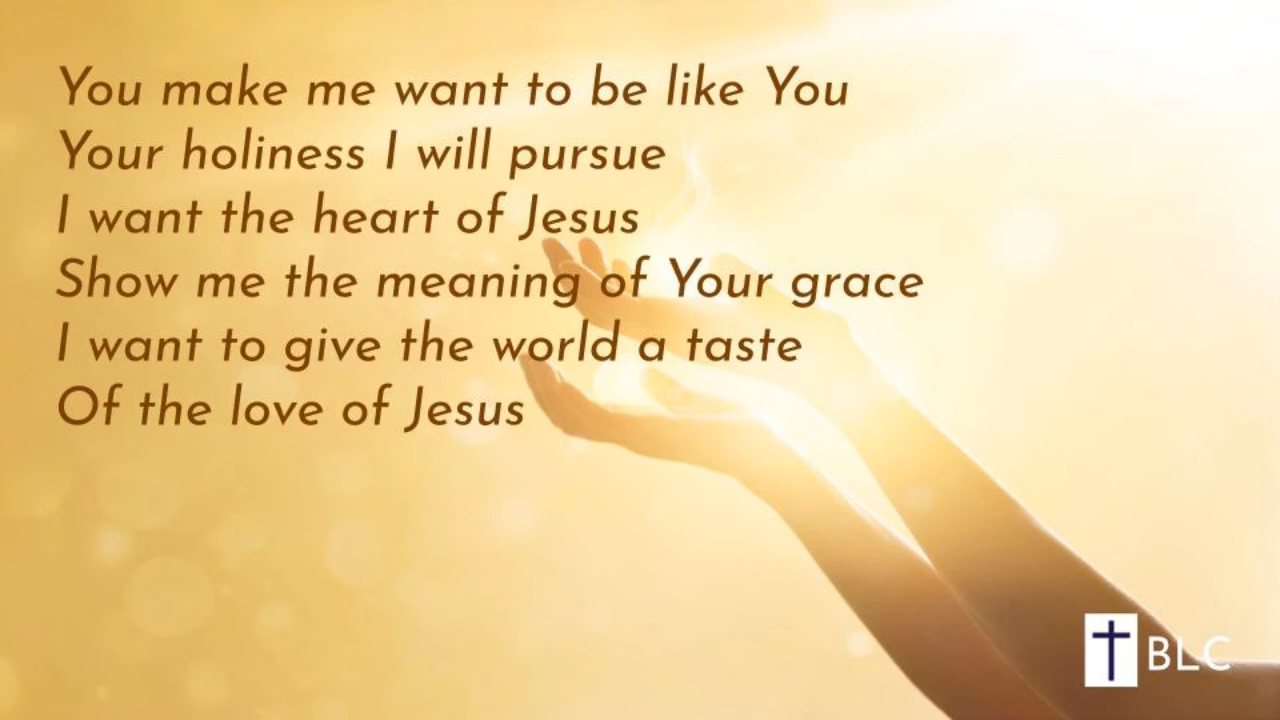 You make me want to be like You
Your holiness I will pursue
I want the heart of Jesus
Show me the meaning of Your grace
I want to give the world a taste
Of the love of Jesus
BLC